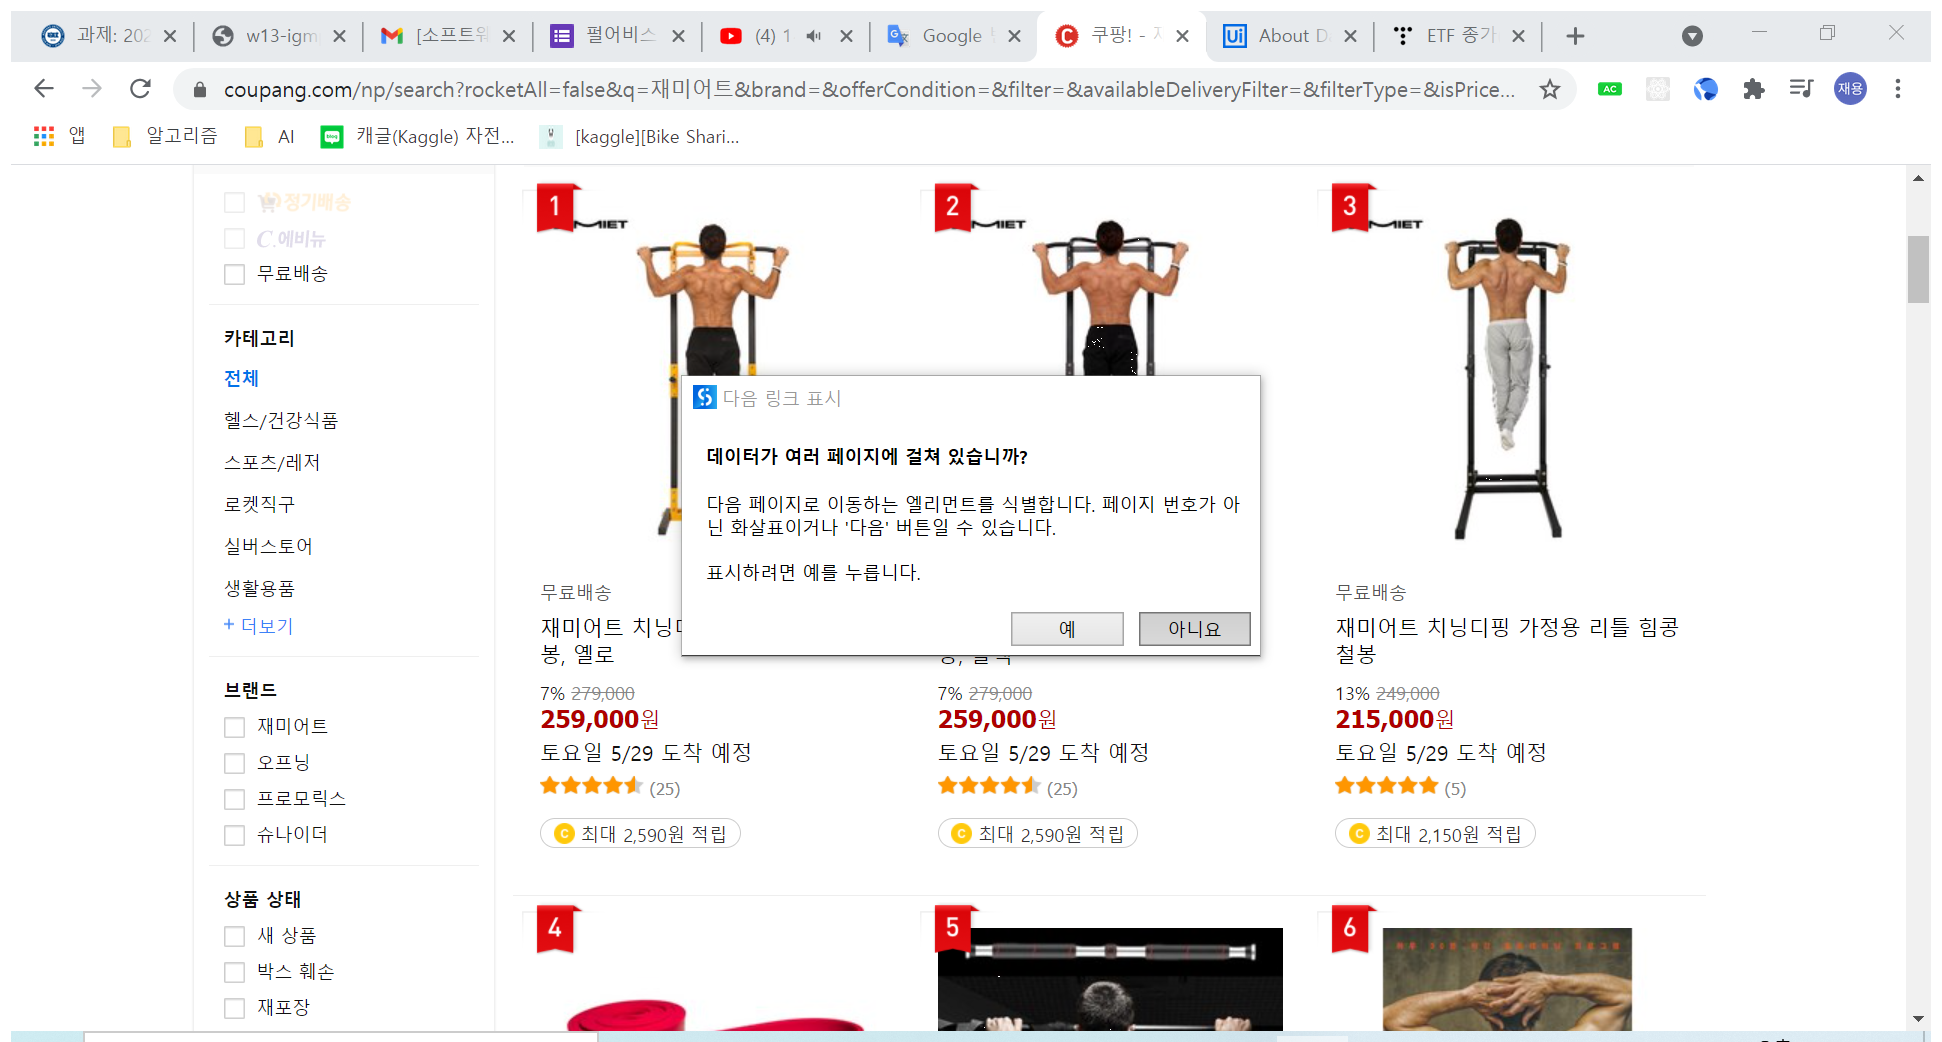 과제: 202
w13-igm
[소프트워
펄어비스
(4) 1
Google 번
쿠팡! - 재
About D
ETF 종가
coupang.com/np/search?rocketAll=false&q=재미어트&brand=&offerCondition=&filter=&availableDeliveryFilter=&filterType=&isPrice...
AC
재용
앱
알고리즘
AI
캐글(Kaggle) 자전...
[kaggle][Bike Shari...
정기배송
C.에비뉴
무료배송
카테고리
전체
헬스/건강식품
스포츠/레저
로켓직구
실버스토어
생활용품
+ 더보기
브랜드
재미어트
오프닝
프로모릭스
슈나이더
상품 상태
새 상품
박스 훼손
재포장
1
MIET
2
MIET
3
MIET
다음 링크 표시
데이터가 여러 페이지에 걸쳐 있습니까?
다음 페이지로 이동하는 엘리먼트를 식별합니다. 페이지 번호가 아
닌 화살표이거나 '다음' 버튼일 수 있습니다.
표시하려면 예를 누릅니다.
예
아니요
무료배송
재미어트 치닝디
봉, 옐로
7% 279,000
259,000원
토요일 5/29 도착 예정
(25)
최대 2,590원 적립
봉, 블랙
7% 279,000
259,000원
토요일 5/29 도착 예정
(25)
최대 2,590원 적립
무료배송
재미어트 치닝디핑 가정용 리틀 힘콩
철봉
13% 249,000
215,000원
토요일 5/29 도착 예정
(5)
최대 2,150원 적립
4
5
6